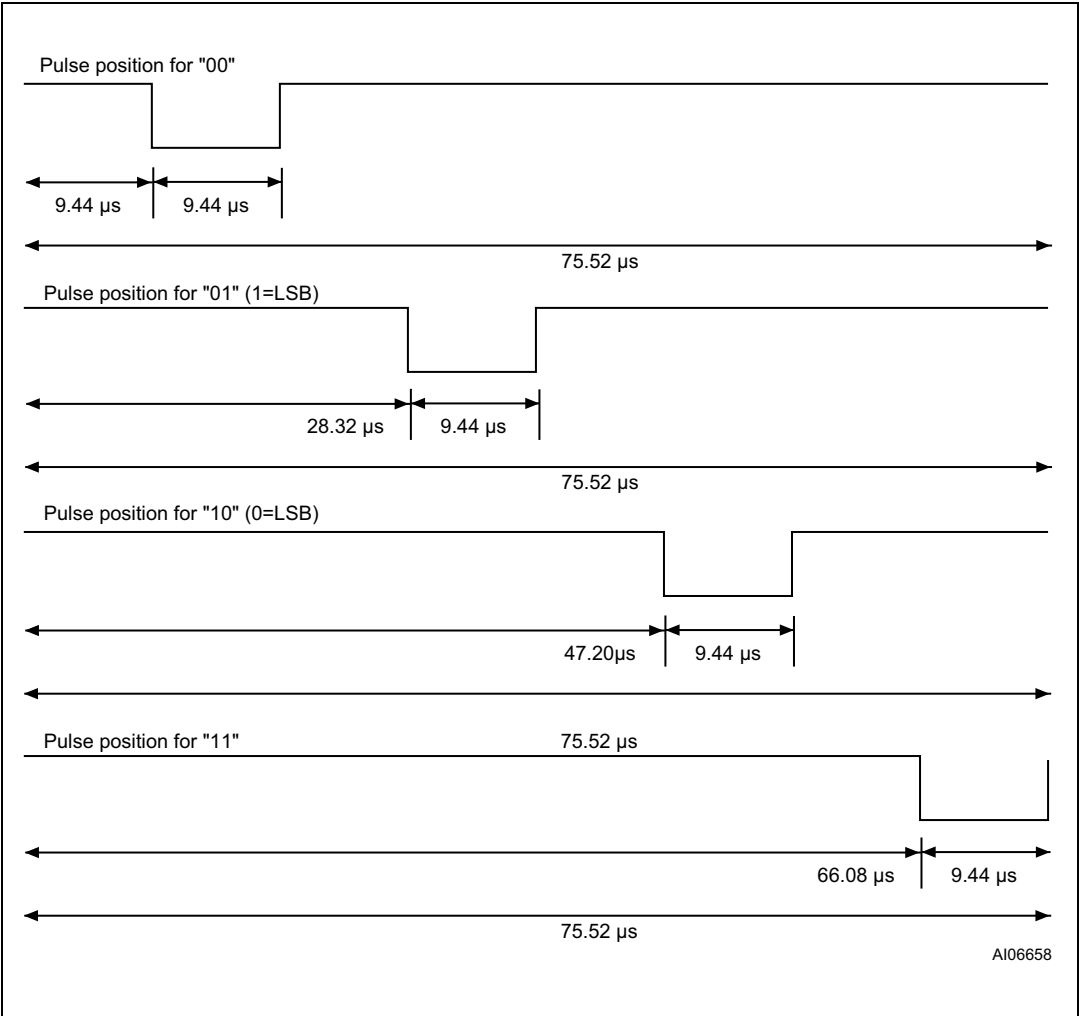 Pulse position for "00"
9.44 µs 9.44 µs
75.52 µs
Pulse position for "01" (1=LSB)
28.32 µs 9.44 µs
75.52 µs
Pulse position for "10" (0=LSB)
47.20µs 9.44 µs
Pulse position for "11" 75.52 µs
66.08 µs 9.44 µs
75.52 µs
AI06658